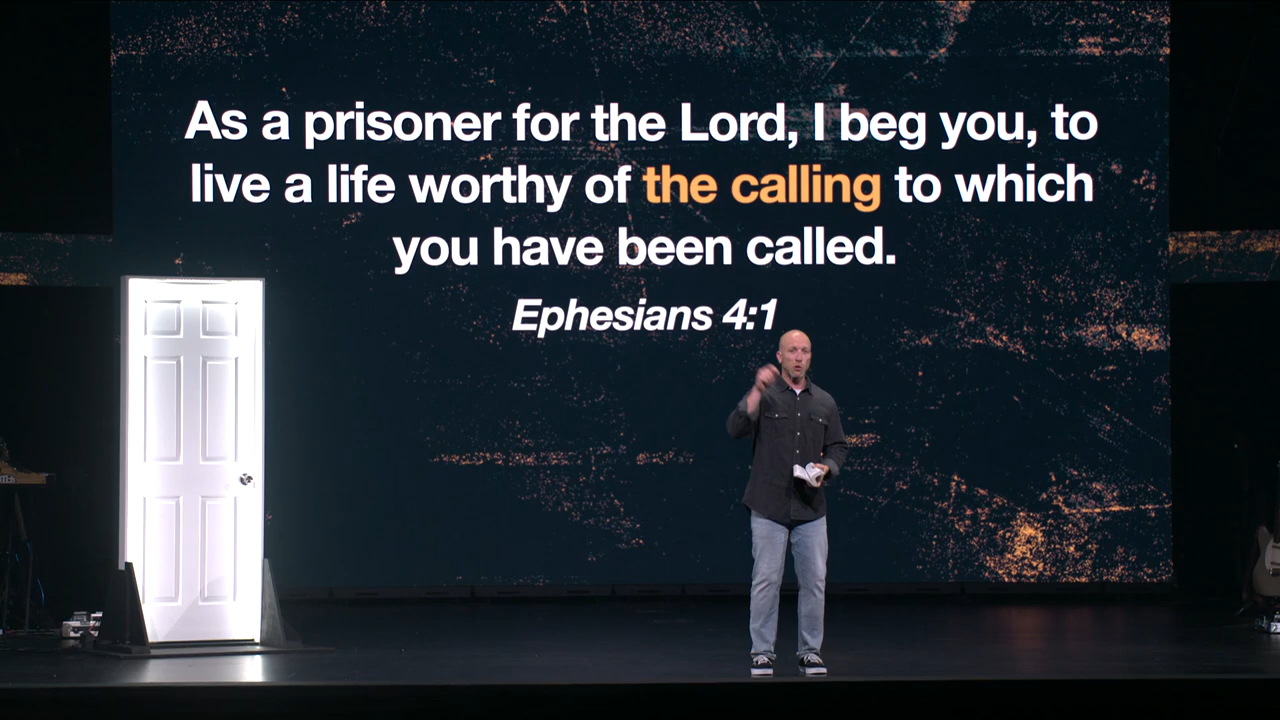 As a prisoner for the Lord, I beg you, to
live a life worthy of the calling to which
you have been called.
Ephesians 4:1